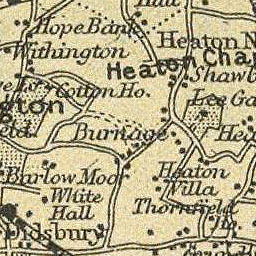 Hall
Hope Bank
Withington
Heaton N
Heaton Cha
Shaw
Cotton Ho.
Lee Ga
Burnage
Barlow Moor
Heaton
Villa
White
Hall
Thornfield
Didsbury